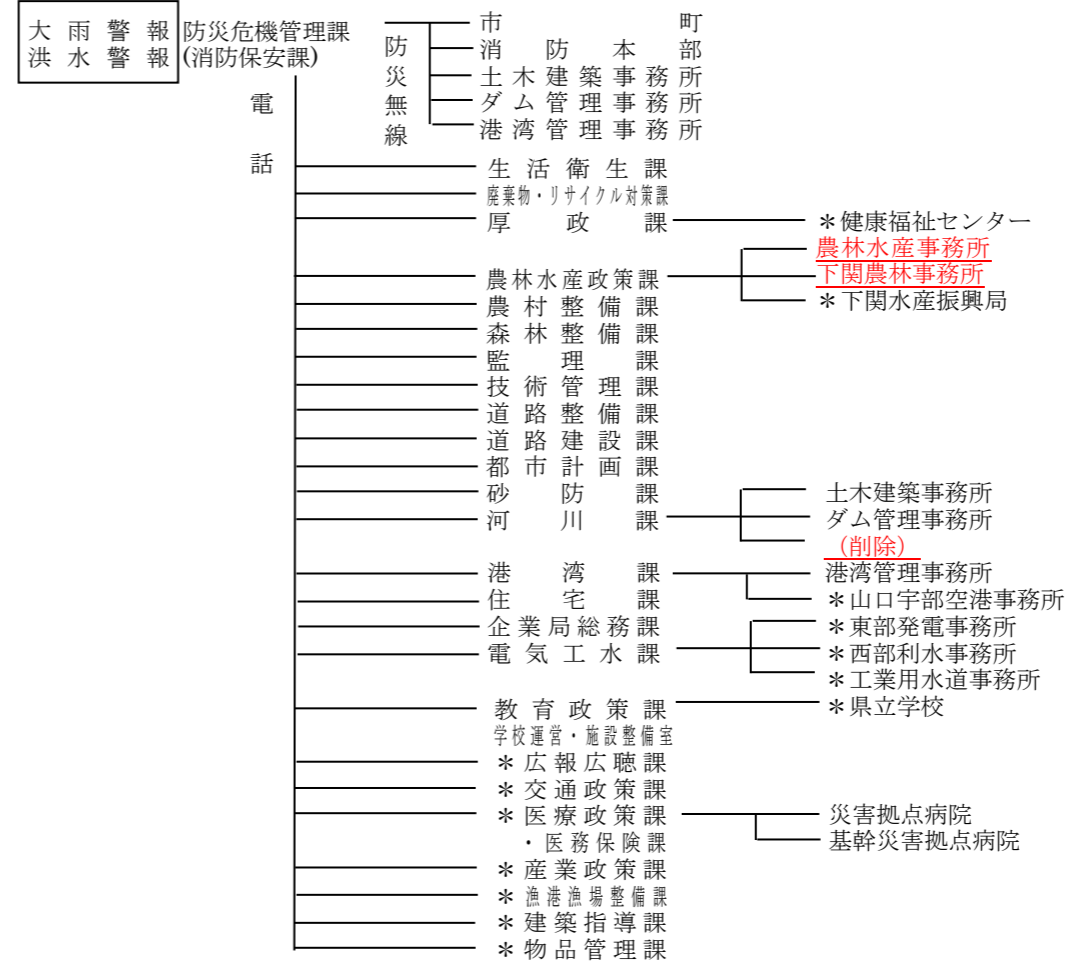 大雨警報 防災危機管理課
洪水警報 (消防保安課)
電話
防災無線
市町
消防本部
土木建築事務所
ダム管理事務所
港湾管理事務所
生活衛生課
廃棄物・リサイクル対策課
厚政課 ＊健康福祉センター
農林水産事務所
農林水産政策課 下関農林事務所
＊下関水産振興局
農村整備課
森林整備課
監理課
技術管理課
道路整備課
道路建設課
都市計画課
砂防課 土木建築事務所
河川課 ダム管理事務所
（削除）
港湾課 港湾管理事務所
住宅課 ＊山口宇部空港事務所
企業局総務課 ＊東部発電事務所
電気工水課 ＊西部利水事務所
＊工業用水道事務所
教育政策課 ＊県立学校
学校運営・施設整備室
＊広報広聴課
＊交通政策課
＊医療政策課 災害拠点病院
・医務保険課 基幹災害拠点病院
＊産業政策課
＊漁港漁場整備課
＊建築指導課
＊物品管理課